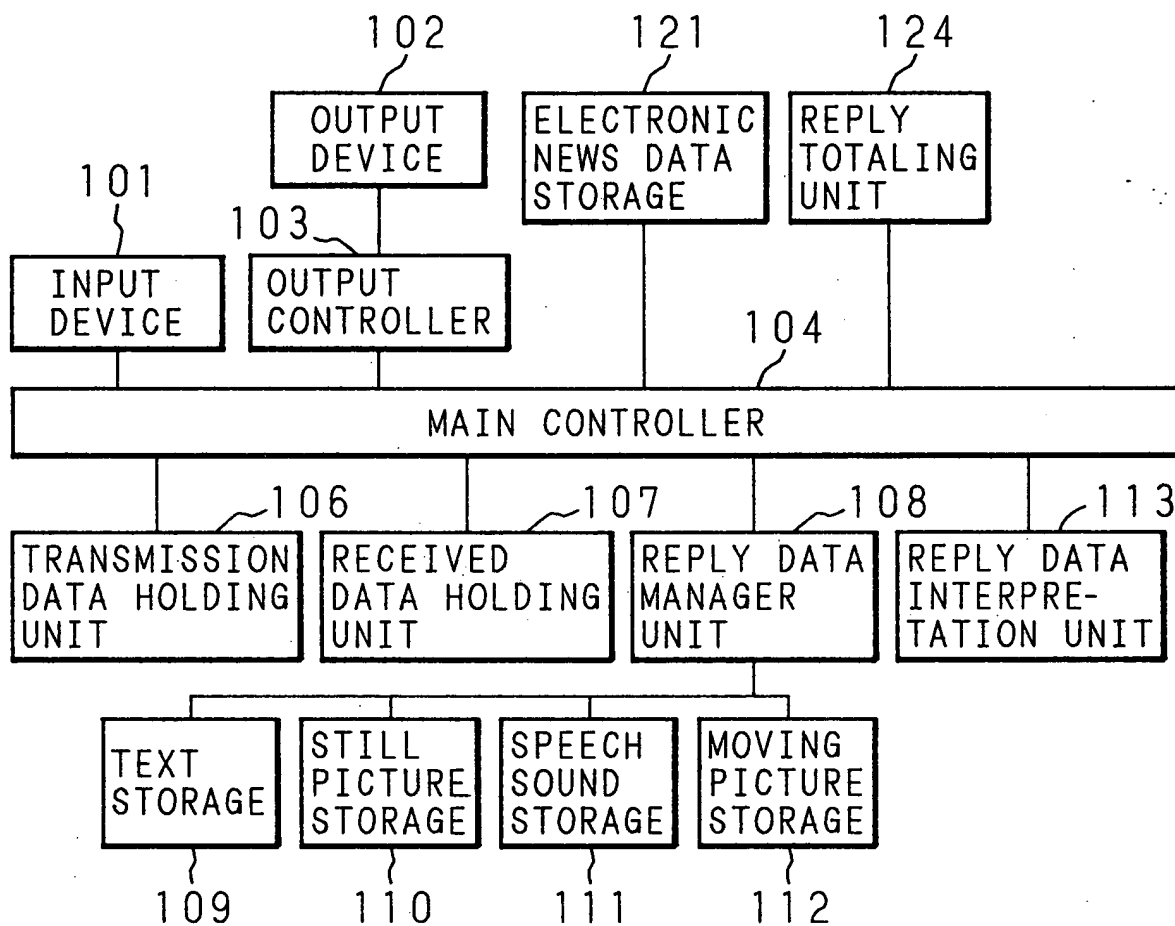 102
121
124
OUTPUT
DEVICE
ELECTRONIC
NEWS DATA
STORAGE
REPLY
TOTALING
UNIT
101
103
INPUT
DEVICE
OUTPUT
CONTROLLER
104
MAIN CONTROLLER
106
107
108
113
TRANSMISSION
DATA HOLDING
UNIT
RECEIVED
DATA HOLDING
UNIT
REPLY DATA
MANAGER
UNIT
REPLY DATA
INTERPRE-
TATION UNIT
TEXT
STORAGE
STILL
PICTURE
STORAGE
SPEECH
SOUND
STORAGE
MOVING
PICTURE
STORAGE
109
110
111
112